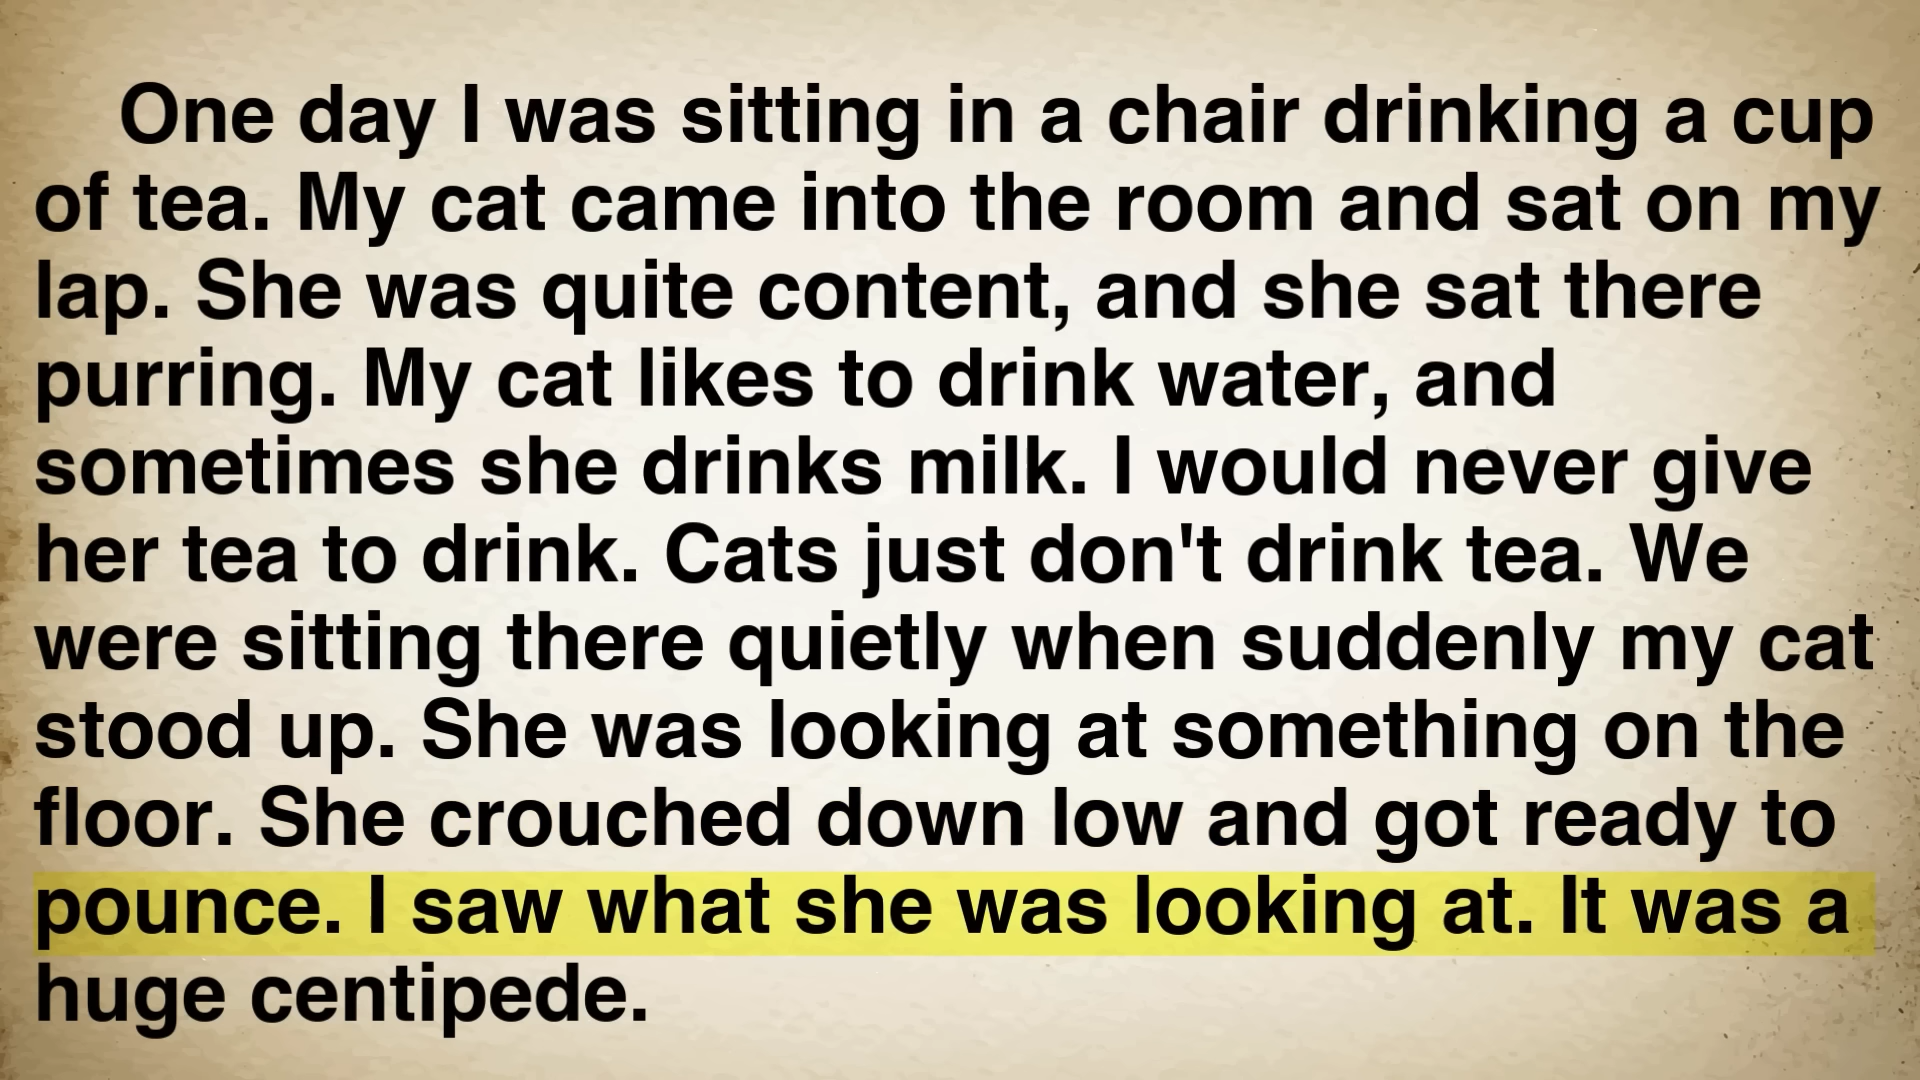 One day I was sitting in a chair drinking a cup
of tea. My cat came into the room and sat on my
lap. She was quite content, and she sat there
purring. My cat likes to drink water, and
sometimes she drinks milk. I would never give
her tea to drink. Cats just don't drink tea. We
were sitting there quietly when suddenly my cat
stood up. She was looking at something on the
floor. She crouched down low and got ready to
pounce. I saw what she was looking at. It was a
huge centipede.